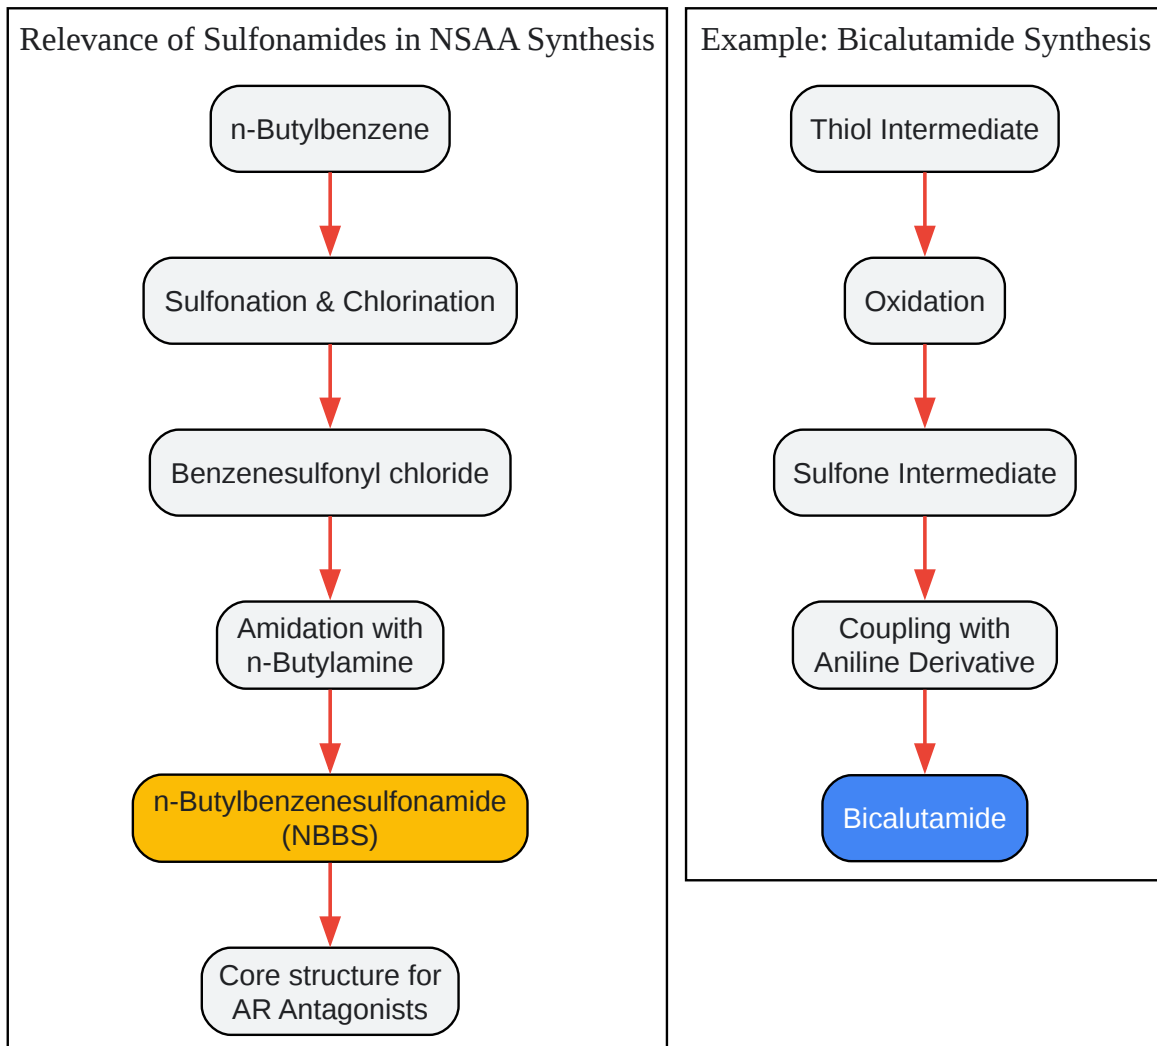 Relevance of Sulfonamides in NSAA Synthesis
n-Butylbenzene
Sulfonation & Chlorination
Benzenesulfonyl chloride
Amidation with
n-Butylamine
n-Butylbenzenesulfonamide
(NBBS)
Core structure for
AR Antagonists
Example: Bicalutamide Synthesis
Thiol Intermediate
Oxidation
Sulfone Intermediate
Coupling with
Aniline Derivative
Bicalutamide